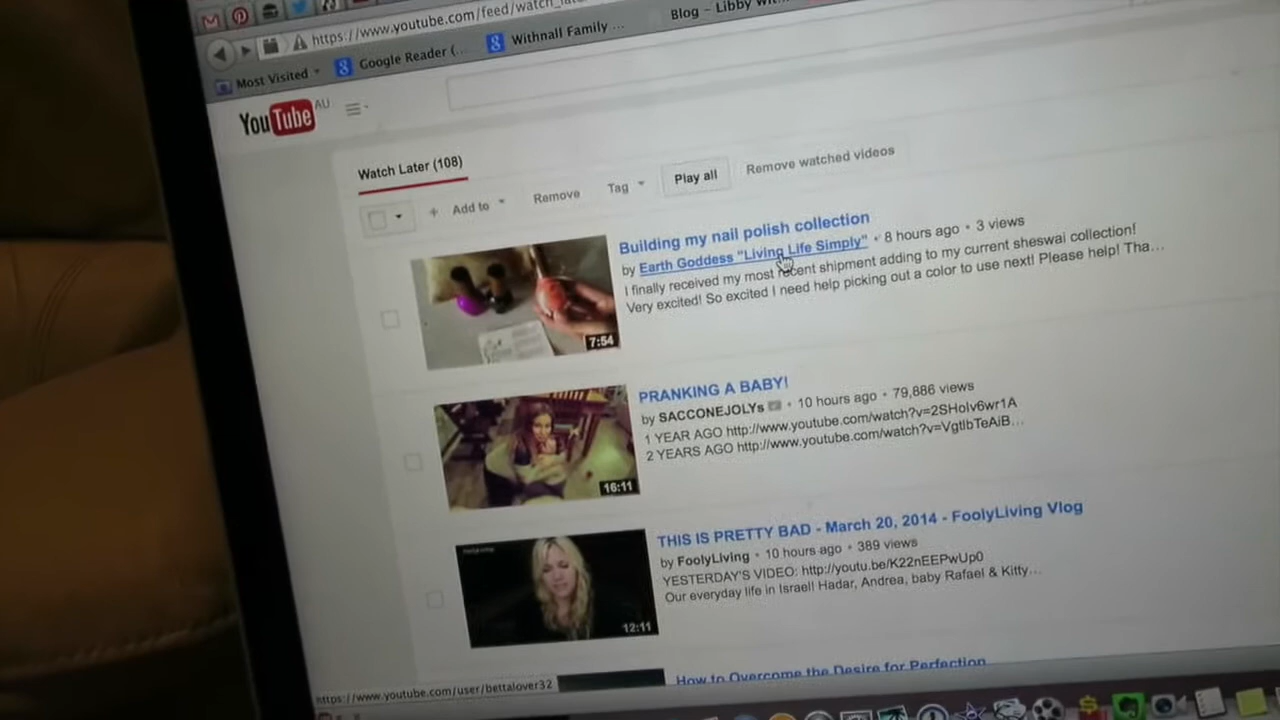 https://www.youtube.com/feed/watch_
Most Visited
Google Reader (...
Withnall Family ...
Blog – Libby
YouTube AU
Watch Later (108)
+ Add to
Remove
Tag
Play all
Remove watched videos
Building my nail polish collection
by Earth Goddess "Living Life Simply" • 8 hours ago • 3 views
I finally received my most recent shipment adding to my current sheswai collection!
Very excited! So excited I need help picking out a color to use next! Please help! Tha...
7:54
PRANKING A BABY!
by SACCONEJOLYs • 10 hours ago • 79,886 views
1 YEAR AGO http://www.youtube.com/watch?v=2SHolv6wr1A
2 YEARS AGO http://www.youtube.com/watch?v=VgtlbTeAiB...
16:11
THIS IS PRETTY BAD - March 20, 2014 - FoolyLiving Vlog
by FoolyLiving • 10 hours ago • 389 views
YESTERDAY'S VIDEO: http://youtu.be/K22nEEPwUp0
Our everyday life in Israel! Hadar, Andrea, baby Rafael & Kitty...
12:11
How to Overcome the Desire for Perfection
https://www.youtube.com/user/bettalover32